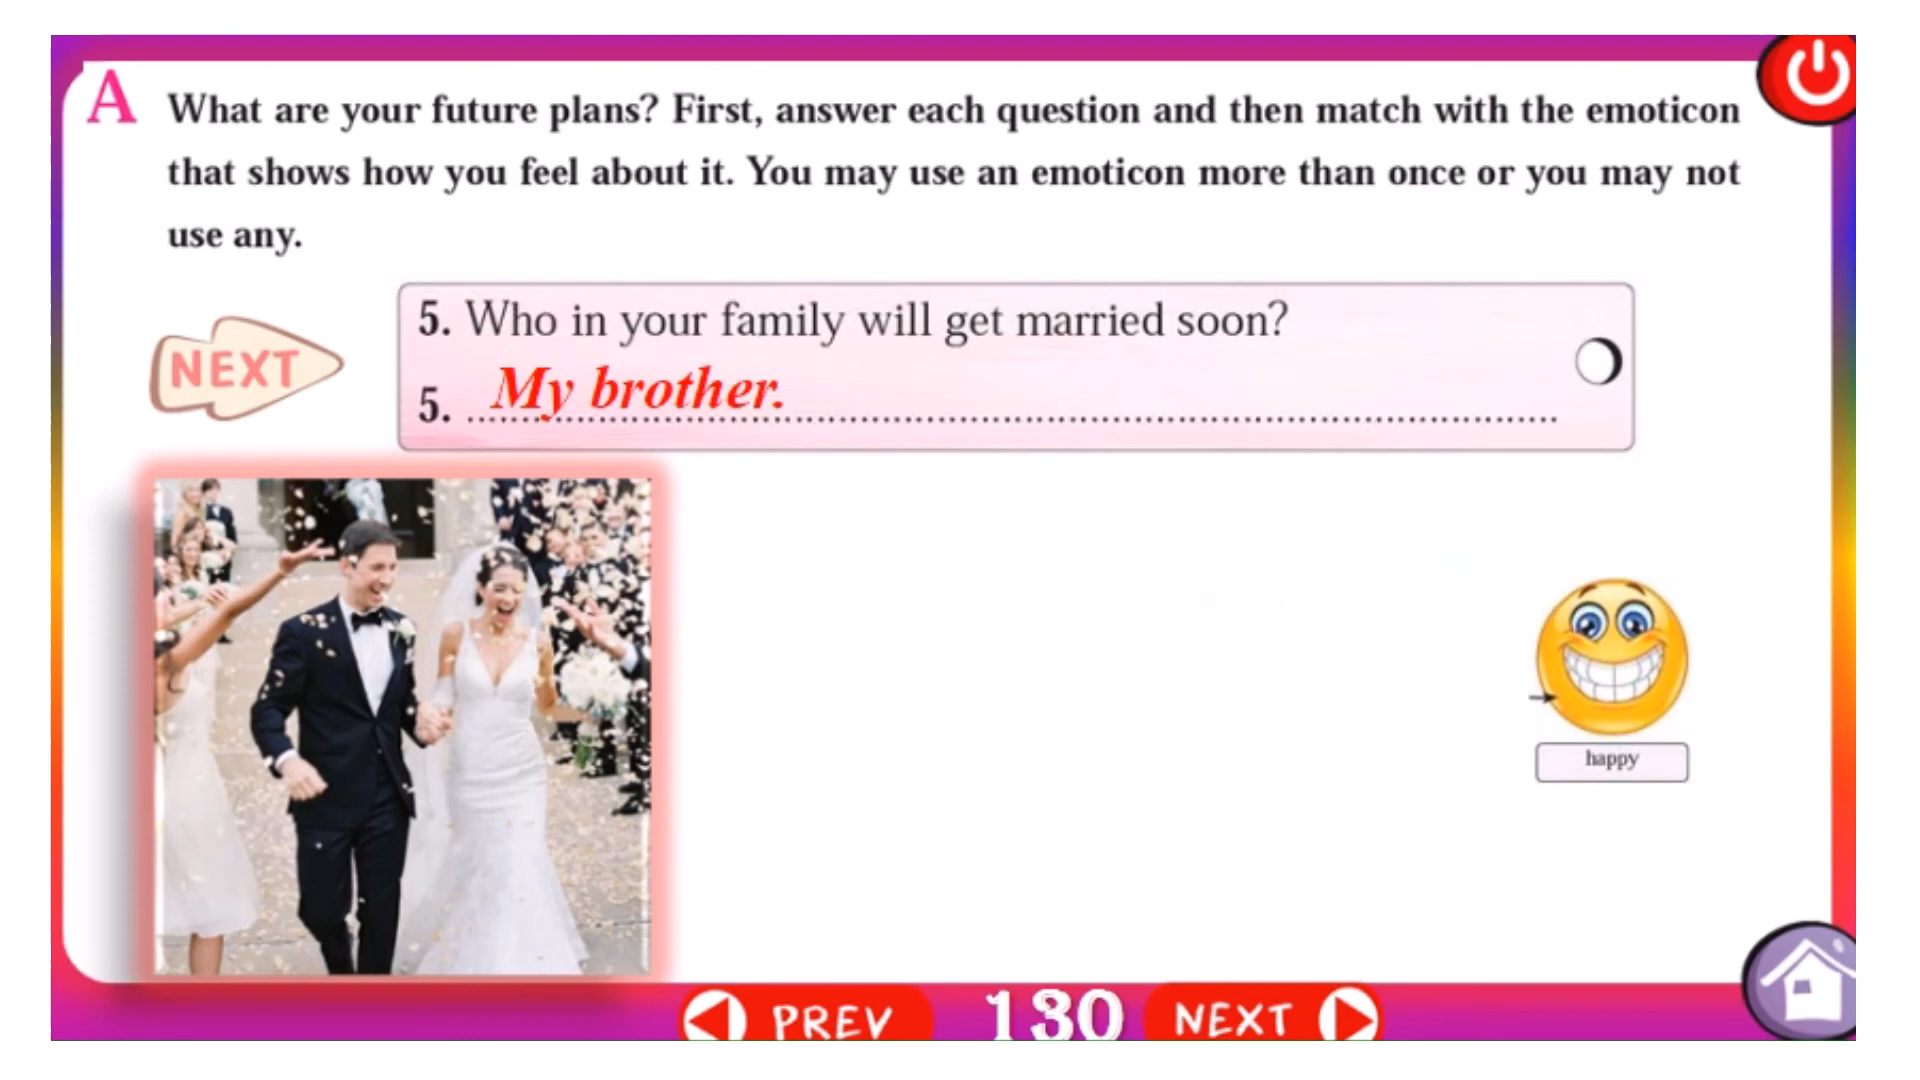 A What are your future plans? First, answer each question and then match with the emoticon
that shows how you feel about it. You may use an emoticon more than once or you may not
use any.
NEXT
5. Who in your family will get married soon?
5. My brother.
happy
PREV 130 NEXT